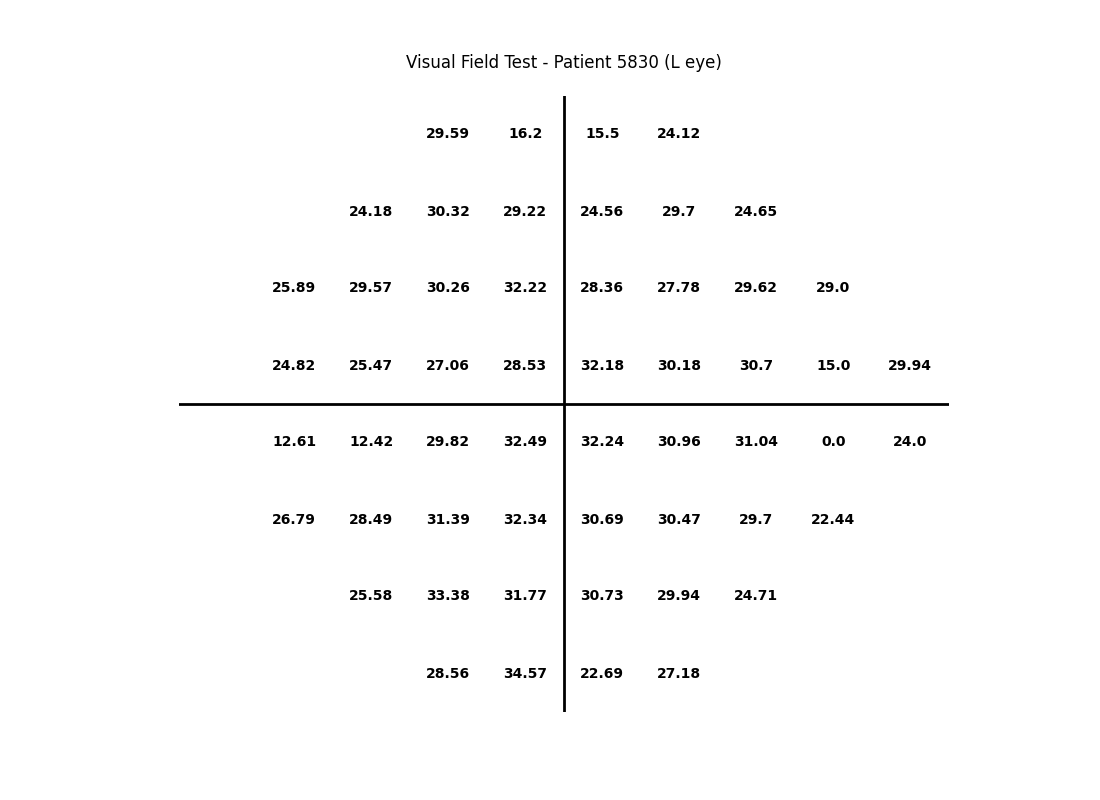 Visual Field Test - Patient 5830 (L eye)
29.59 16.2 15.5 24.12
24.18 30.32 29.22 24.56 29.7 24.65
25.89 29.57 30.26 32.22 28.36 27.78 29.62 29.0
24.82 25.47 27.06 28.53 32.18 30.18 30.7 15.0 29.94
12.61 12.42 29.82 32.49 32.24 30.96 31.04 0.0 24.0
26.79 28.49 31.39 32.34 30.69 30.47 29.7 22.44
25.58 33.38 31.77 30.73 29.94 24.71
28.56 34.57 22.69 27.18